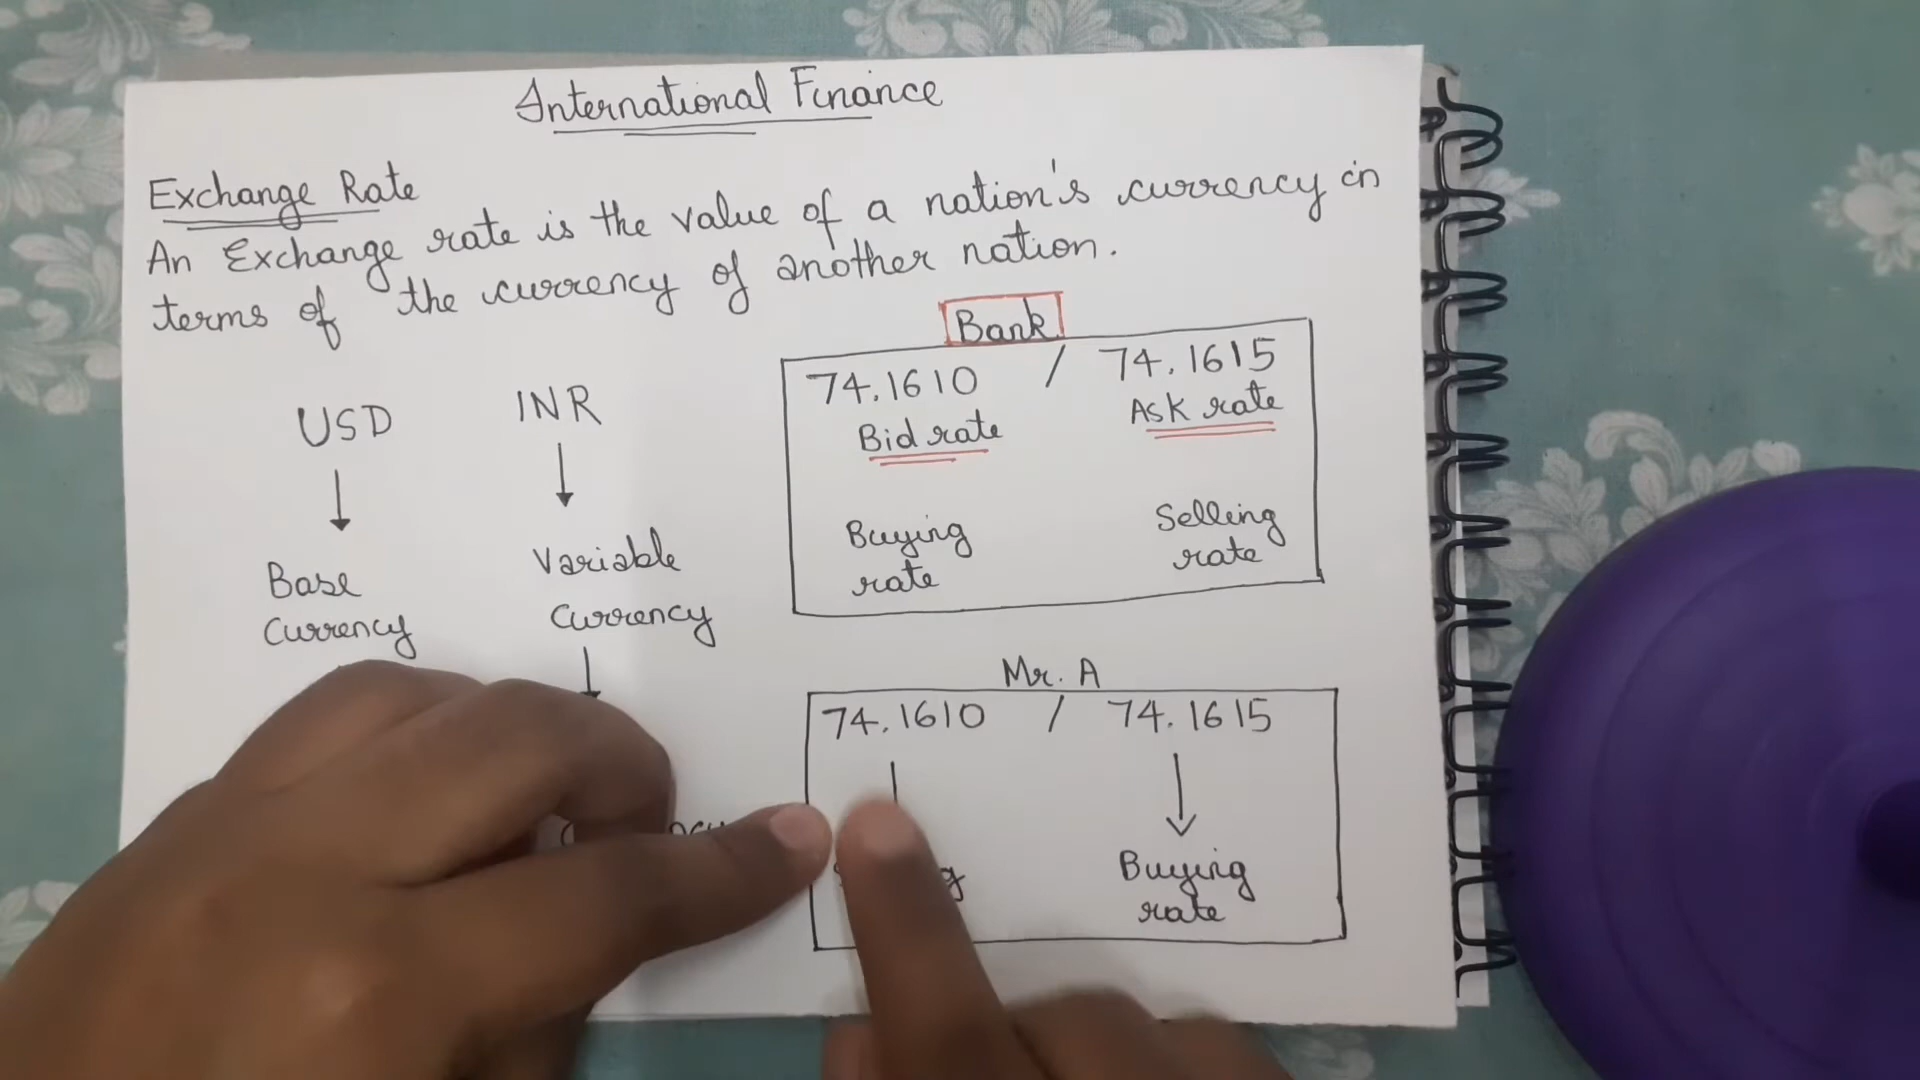 International Finance
Exchange Rate
An Exchange rate is the value of a nation's currency in
terms of the currency of another nation.
USD
INR
Base
Currency
Variable
Currency
Bank
74.1610 / 74.1615
Bid rate
Ask rate
Buying
rate
Selling
rate
Mr. A
74.1610 / 74.1615
Buying
rate